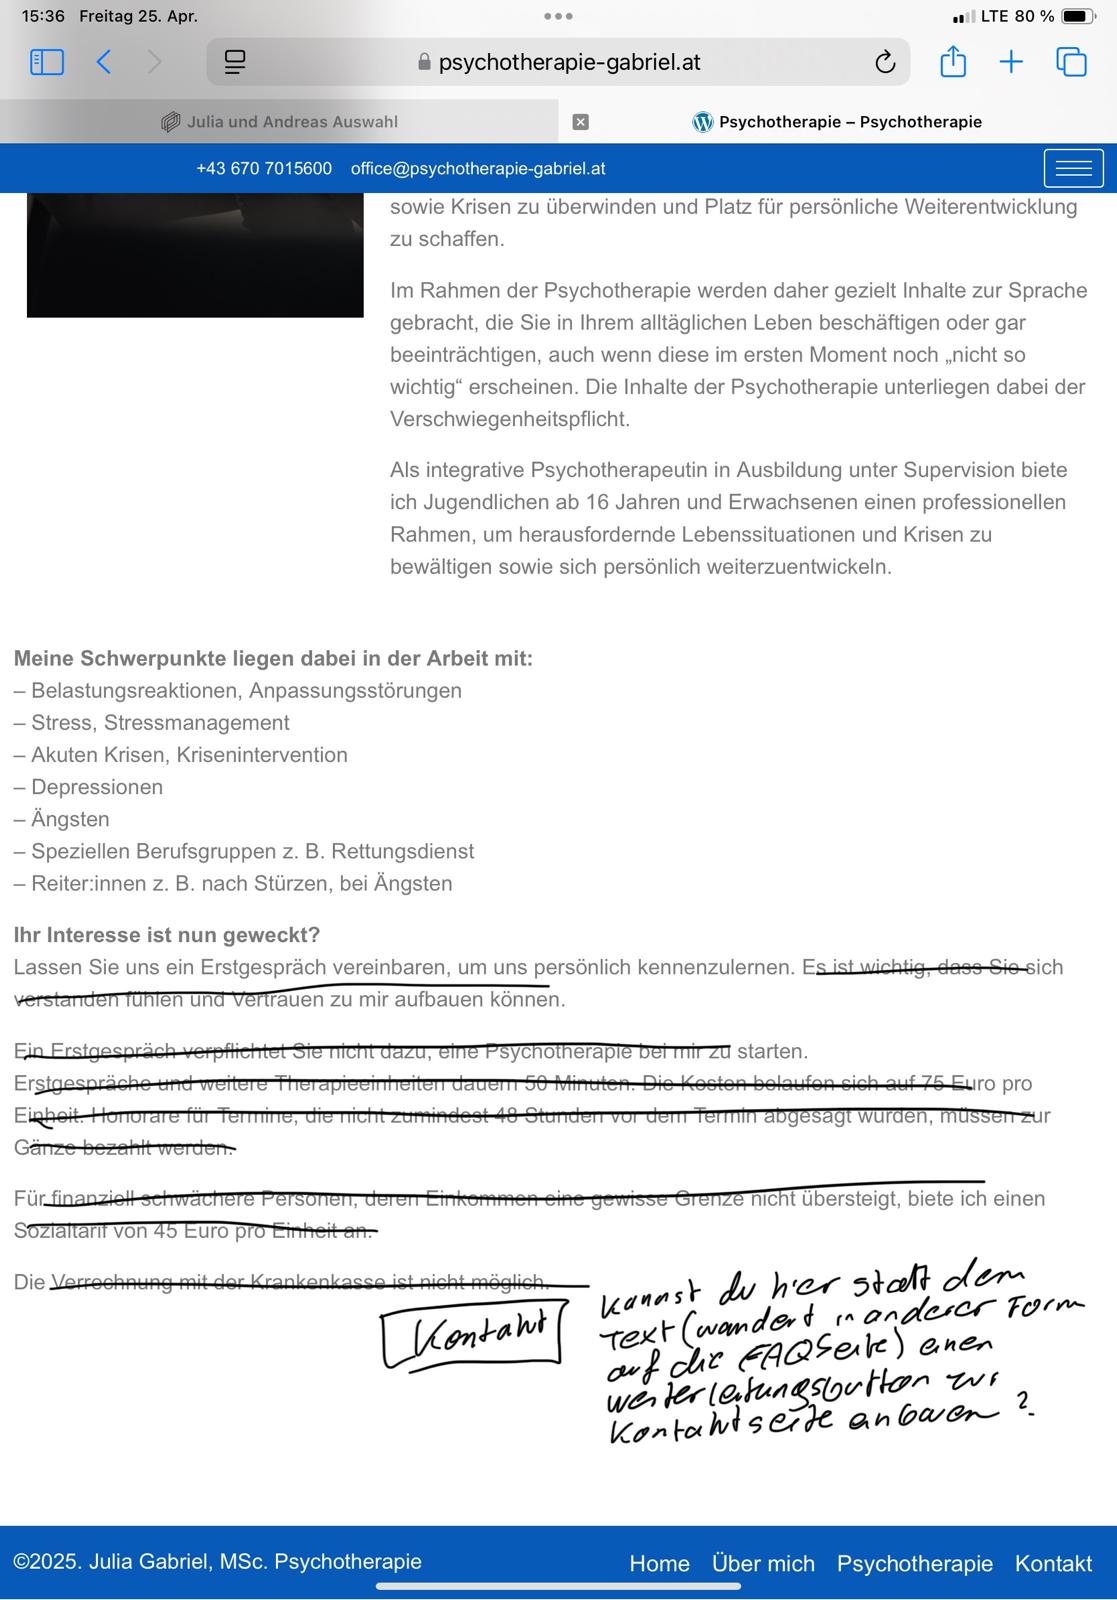 15:36 Freitag 25. Apr.
LTE 80 %
psychotherapie-gabriel.at
Julia und Andreas Auswahl
Psychotherapie – Psychotherapie
+43 670 7015600 office@psychotherapie-gabriel.at
sowie Krisen zu überwinden und Platz für persönliche Weiterentwicklung
zu schaffen.
Im Rahmen der Psychotherapie werden daher gezielt Inhalte zur Sprache
gebracht, die Sie in Ihrem alltäglichen Leben beschäftigen oder gar
beeinträchtigen, auch wenn diese im ersten Moment noch „nicht so
wichtig“ erscheinen. Die Inhalte der Psychotherapie unterliegen dabei der
Verschwiegenheitspflicht.
Als integrative Psychotherapeutin in Ausbildung unter Supervision biete
ich Jugendlichen ab 16 Jahren und Erwachsenen einen professionellen
Rahmen, um herausfordernde Lebenssituationen und Krisen zu
bewältigen sowie sich persönlich weiterzuentwickeln.
Meine Schwerpunkte liegen dabei in der Arbeit mit:
– Belastungsreaktionen, Anpassungsstörungen
– Stress, Stressmanagement
– Akuten Krisen, Krisenintervention
– Depressionen
– Ängsten
– Speziellen Berufsgruppen z. B. Rettungsdienst
– Reiter:innen z. B. nach Stürzen, bei Ängsten
Ihr Interesse ist nun geweckt?
Lassen Sie uns ein Erstgespräch vereinbaren, um uns persönlich kennenzulernen. Es ist wichtig, dass Sie sich
verstanden fühlen und Vertrauen zu mir aufbauen können.
Ein Erstgespräch verpflichtet Sie nicht dazu, eine Psychotherapie bei mir zu starten.
Erstgespräche und weitere Therapieeinheiten dauern 50 Minuten. Die Kosten belaufen sich auf 75 Euro pro
Einheit. Honorare für Termine, die nicht zumindest 48 Stunden vor dem Termin abgesagt wurden, müssen zur
Gänze bezahlt werden.
Für finanziell schwächere Personen, deren Einkommen eine gewisse Grenze nicht übersteigt, biete ich einen
Sozialtarif von 45 Euro pro Einheit an.
Die Verrechnung mit der Krankenkasse ist nicht möglich.
Kontakt
Kannst du hier statt dem
Text (wandert in anderer Form
auf die FAQ Seite) einen
weiterleitungsbutton zur
Kontaktseite anbauen ?
©2025. Julia Gabriel, MSc. Psychotherapie
Home Über mich Psychotherapie Kontakt